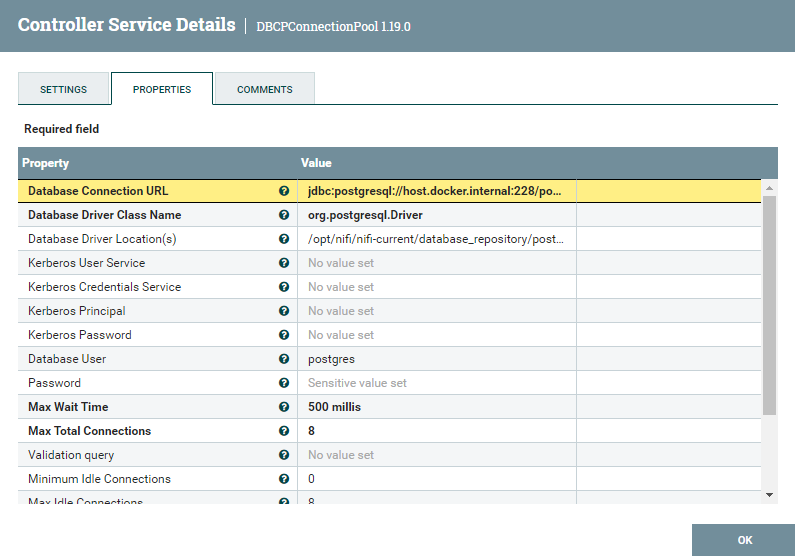 Controller Service Details | DBCPConnectionPool 1.19.0
SETTINGS PROPERTIES COMMENTS
Required field
Property Value
Database Connection URL jdbc:postgresql://host.docker.internal:228/po...
Database Driver Class Name org.postgresql.Driver
Database Driver Location(s) /opt/nifi/nifi-current/database_repository/post...
Kerberos User Service No value set
Kerberos Credentials Service No value set
Kerberos Principal No value set
Kerberos Password No value set
Database User postgres
Password Sensitive value set
Max Wait Time 500 millis
Max Total Connections 8
Validation query No value set
Minimum Idle Connections 0
Max Idle Connections 8
OK